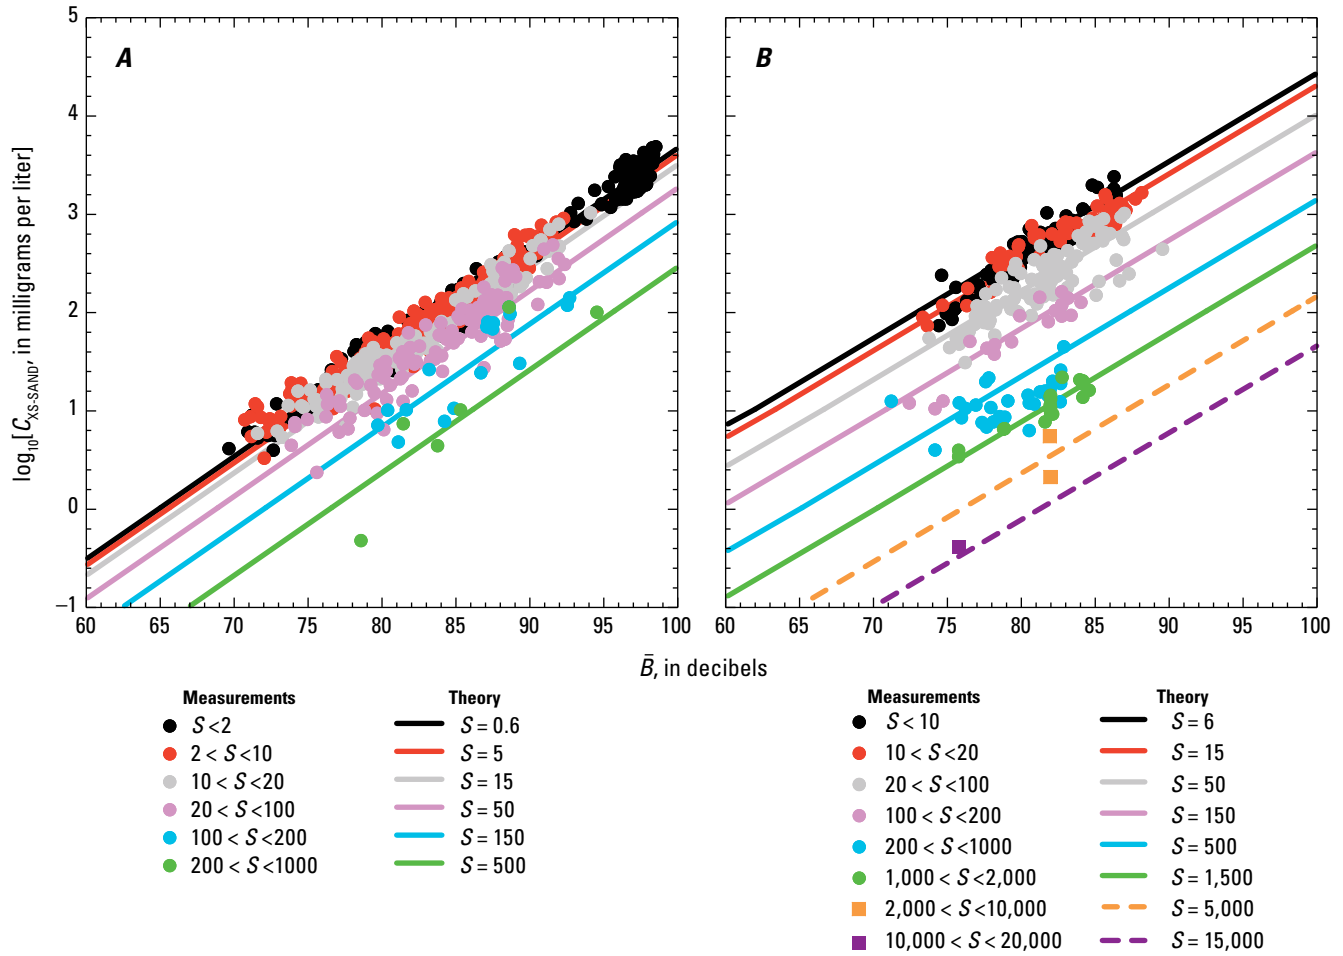 5
4
3
2
1
0
−1
log10[CXS-SAND, in milligrams per liter]
A
B
60 65 70 75 80 85 90 95 100
60 65 70 75 80 85 90 95 100
B̄, in decibels
Measurements Theory
S <2 S = 0.6
2 < S <10 S = 5
10 < S <20 S = 15
20 < S <100 S = 50
100 < S <200 S = 150
200 < S <1000 S = 500
Measurements Theory
S < 10 S = 6
10 < S <20 S = 15
20 < S <100 S = 50
100 < S <200 S = 150
200 < S <1000 S = 500
1,000 < S <2,000 S = 1,500
2,000 < S <10,000 S = 5,000
10,000 < S < 20,000 S = 15,000